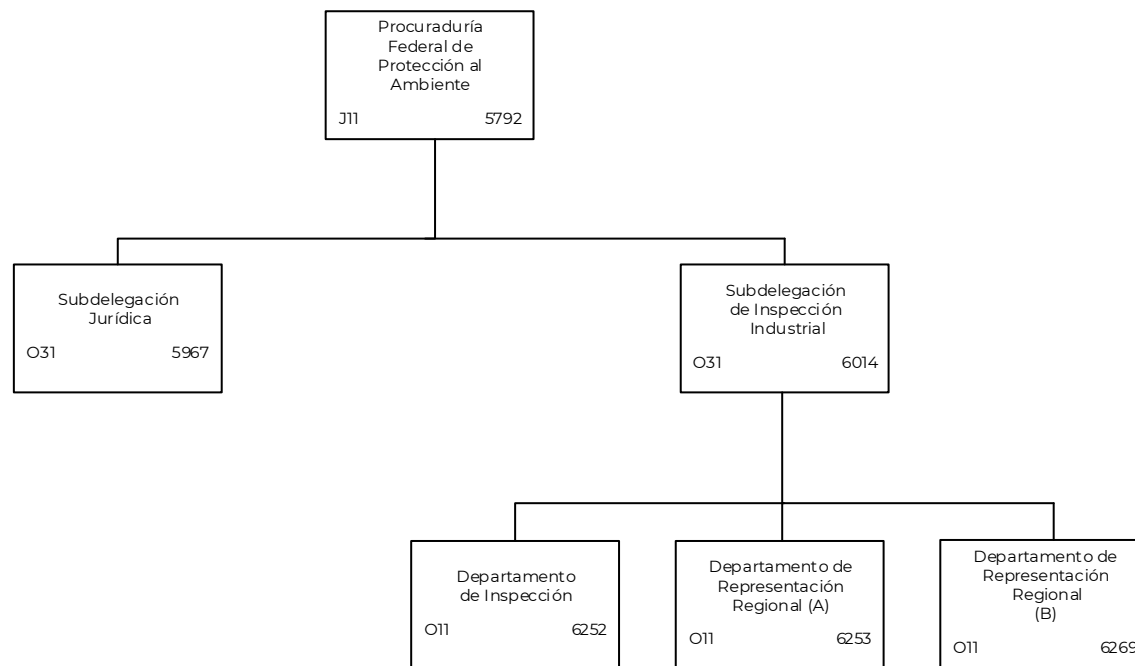 Procuraduría
Federal de
Protección al
Ambiente
J11 5792
Subdelegación
Jurídica
O31 5967
Subdelegación
de Inspección
Industrial
O31 6014
Departamento
de Inspección
O11 6252
Departamento de
Representación
Regional (A)
O11 6253
Departamento de
Representación
Regional
(B)
O11 6269